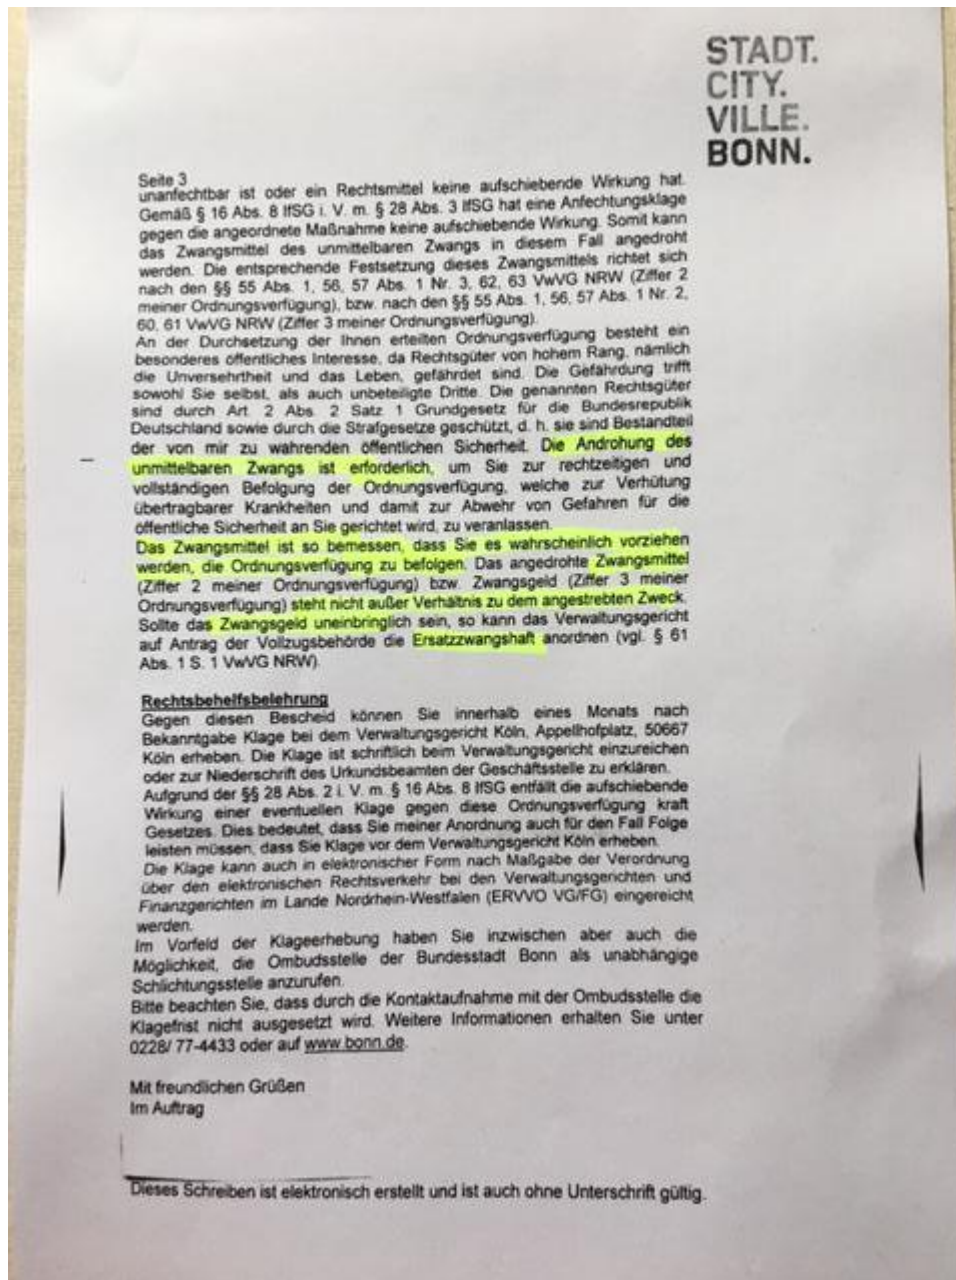 STADT.
CITY.
VILLE.
BONN.
Seite 3
unanfechtbar ist oder ein Rechtsmittel keine aufschiebende Wirkung hat.
Gemäß § 16 Abs. 8 IfSG i. V. m. § 28 Abs. 3 IfSG hat eine Anfechtungsklage
gegen die angeordnete Maßnahme keine aufschiebende Wirkung. Somit kann
das Zwangsmittel des unmittelbaren Zwangs in diesem Fall angedroht
werden. Die entsprechende Festsetzung dieses Zwangsmittels richtet sich
nach den §§ 55 Abs. 1, 56, 57 Abs. 1 Nr. 3, 62, 63 VwVG NRW (Ziffer 2
meiner Ordnungsverfügung), bzw. nach den §§ 55 Abs. 1, 56, 57 Abs. 1 Nr. 2,
60, 61 VwVG NRW (Ziffer 3 meiner Ordnungsverfügung).
An der Durchsetzung der Ihnen erteilten Ordnungsverfügung besteht ein
besonderes öffentliches Interesse, da Rechtsgüter von hohem Rang, nämlich
die Unversehrtheit und das Leben, gefährdet sind. Die Gefährdung trifft
sowohl Sie selbst, als auch unbeteiligte Dritte. Die genannten Rechtsgüter
sind durch Art. 2 Abs. 2 Satz 1 Grundgesetz für die Bundesrepublik
Deutschland sowie durch die Strafgesetze geschützt, d. h. sie sind Bestandteil
der von mir zu wahrenden öffentlichen Sicherheit. Die Androhung des
unmittelbaren Zwangs ist erforderlich, um Sie zur rechtzeitigen und
vollständigen Befolgung der Ordnungsverfügung, welche zur Verhütung
übertragbarer Krankheiten und damit zur Abwehr von Gefahren für die
öffentliche Sicherheit an Sie gerichtet wird, zu veranlassen.
Das Zwangsmittel ist so bemessen, dass Sie es wahrscheinlich vorziehen
werden, die Ordnungsverfügung zu befolgen. Das angedrohte Zwangsmittel
(Ziffer 2 meiner Ordnungsverfügung) bzw. Zwangsgeld (Ziffer 3 meiner
Ordnungsverfügung) steht nicht außer Verhältnis zu dem angestrebten Zweck.
Sollte das Zwangsgeld uneinbringlich sein, so kann das Verwaltungsgericht
auf Antrag der Vollzugsbehörde die Ersatzzwangshaft anordnen (vgl. § 61
Abs. 1 S. 1 VwVG NRW).
Rechtsbehelfsbelehrung
Gegen diesen Bescheid können Sie innerhalb eines Monats nach
Bekanntgabe Klage bei dem Verwaltungsgericht Köln, Appellhofplatz, 50667
Köln erheben. Die Klage ist schriftlich beim Verwaltungsgericht einzureichen
oder zur Niederschrift des Urkundsbeamten der Geschäftsstelle zu erklären.
Aufgrund der §§ 28 Abs. 2 i. V. m. § 16 Abs. 8 IfSG entfällt die aufschiebende
Wirkung einer eventuellen Klage gegen diese Ordnungsverfügung kraft
Gesetzes. Dies bedeutet, dass Sie meiner Anordnung auch für den Fall Folge
leisten müssen, dass Sie Klage vor dem Verwaltungsgericht Köln erheben.
Die Klage kann auch in elektronischer Form nach Maßgabe der Verordnung
über den elektronischen Rechtsverkehr bei den Verwaltungsgerichten und
Finanzgerichten im Lande Nordrhein-Westfalen (ERVVO VG/FG) eingereicht
werden.
Im Vorfeld der Klageerhebung haben Sie inzwischen aber auch die
Möglichkeit, die Ombudsstelle der Bundesstadt Bonn als unabhängige
Schlichtungsstelle anzurufen.
Bitte beachten Sie, dass durch die Kontaktaufnahme mit der Ombudsstelle die
Klagefrist nicht ausgesetzt wird. Weitere Informationen erhalten Sie unter
0228/ 77-4433 oder auf www.bonn.de.
Mit freundlichen Grüßen
Im Auftrag
Dieses Schreiben ist elektronisch erstellt und ist auch ohne Unterschrift gültig.